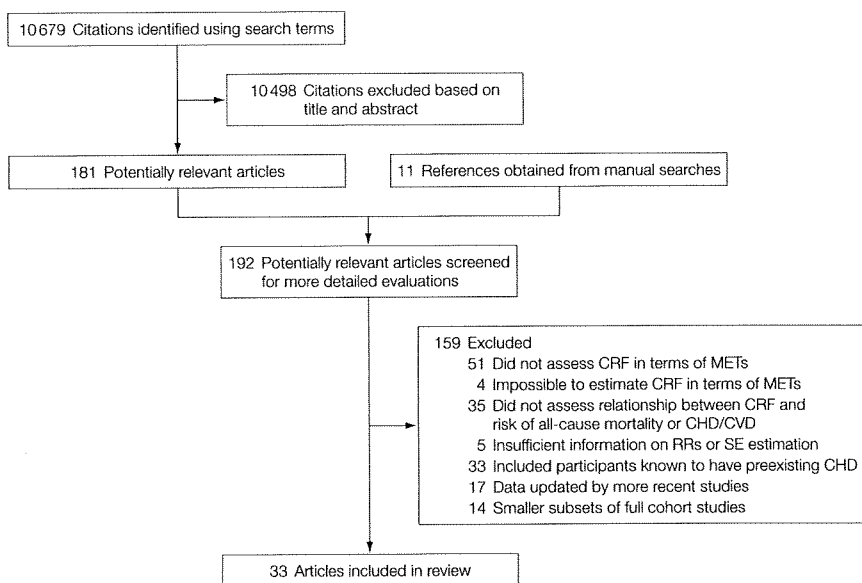 10679 Citations identified using search terms
10498 Citations excluded based on
title and abstract
181 Potentially relevant articles
11 References obtained from manual searches
192 Potentially relevant articles screened
for more detailed evaluations
159 Excluded
51 Did not assess CRF in terms of METs
4 Impossible to estimate CRF in terms of METs
35 Did not assess relationship between CRF and
risk of all-cause mortality or CHD/CVD
5 Insufficient information on RRs or SE estimation
33 Included participants known to have preexisting CHD
17 Data updated by more recent studies
14 Smaller subsets of full cohort studies
33 Articles included in review